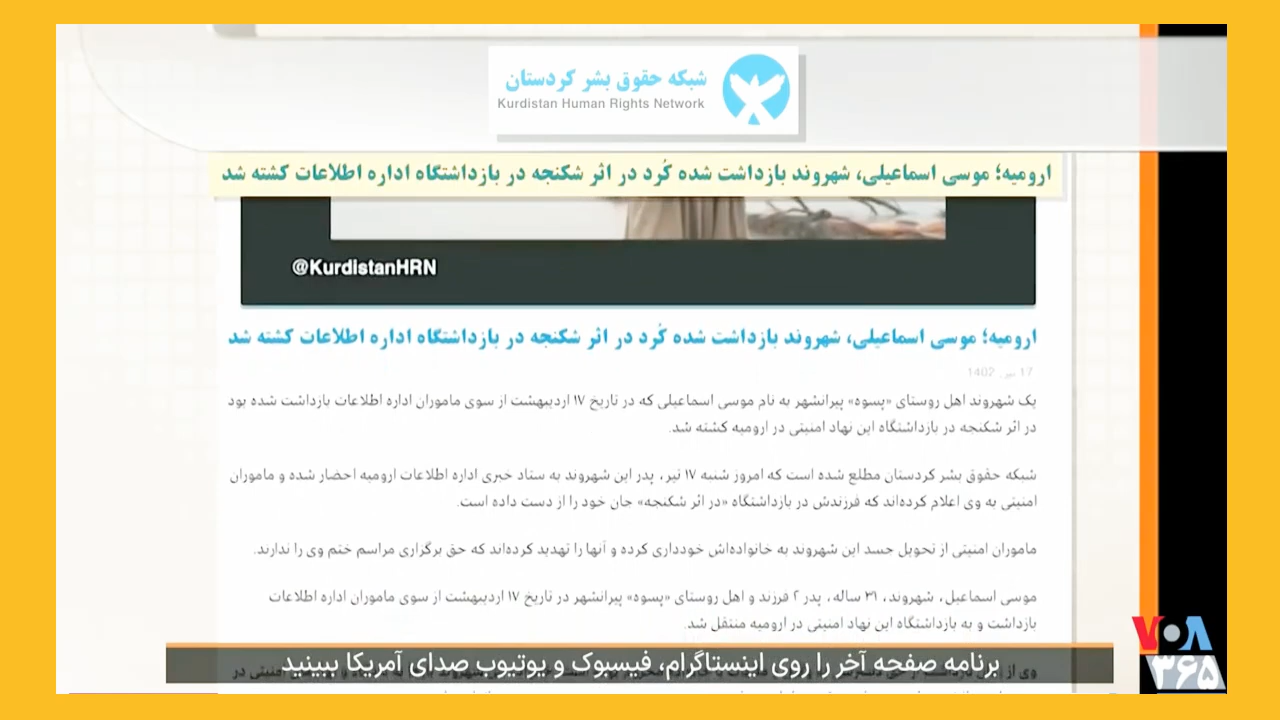 شبکه حقوق بشر کردستان
Kurdistan Human Rights Network
ارومیه؛ موسی اسماعیلی، شهروند بازداشت شده کُرد در اثر شکنجه در بازداشتگاه اداره اطلاعات کشته شد
@KurdistanHRN
ارومیه؛ موسی اسماعیلی، شهروند بازداشت شده کُرد در اثر شکنجه در بازداشتگاه اداره اطلاعات کشته شد
17 تیر, 1402
یک شهروند اهل روستای «پسوه» پیرانشهر به نام موسی اسماعیلی که در تاریخ ۱۷ اردیبهشت از سوی ماموران اداره اطلاعات بازداشت شده بود
در اثر شکنجه در بازداشتگاه این نهاد امنیتی در ارومیه کشته شد.
شبکه حقوق بشر کردستان مطلع شده است که امروز شنبه ۱۷ تیر، پدر این شهروند به ستاد خبری اداره اطلاعات ارومیه احضار شده و ماموران
امنیتی به وی اعلام کرده‌اند که فرزندش در بازداشتگاه «در اثر شکنجه» جان خود را از دست داده است.
ماموران امنیتی از تحویل جسد این شهروند به خانواده‌اش خودداری کرده و آنها را تهدید کرده‌اند که حق برگزاری مراسم ختم وی را ندارند.
موسی اسماعیل، شهروند، ۳۱ ساله، پدر ۲ فرزند و اهل روستای «پسوه» پیرانشهر در تاریخ ۱۷ اردیبهشت از سوی ماموران اداره اطلاعات
بازداشت و به بازداشتگاه این نهاد امنیتی در ارومیه منتقل شد.
برنامه صفحه آخر را روی اینستاگرام، فیسبوک و یوتیوب صدای آمریکا ببینید
VOA
۳۶۵